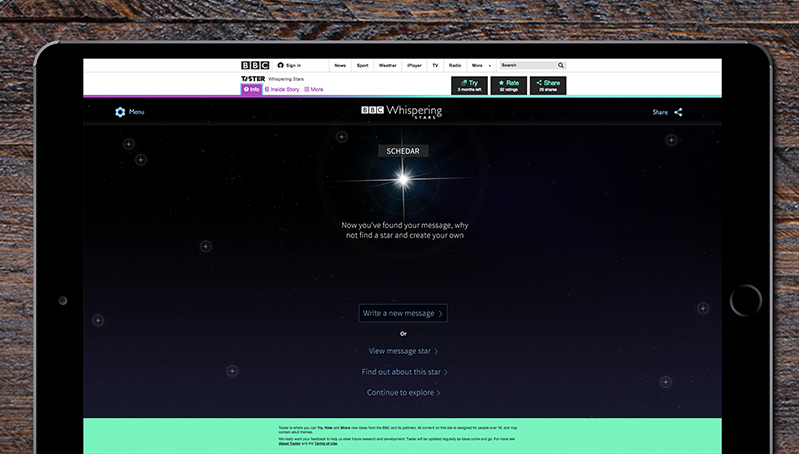 BBC Sign in News Sport Weather iPlayer TV Radio More Search
TASTER Whispering Stars
Info Inside Story More
Try
3 months left
Rate
92 ratings
Share
29 shares
Menu
BBC Whispering
STARS
Share
SCHEDAR
Now you've found your message, why
not find a star and create your own
Write a new message
Or
View message star
Find out about this star
Continue to explore
Taster is where you can Try, Rate and Share new ideas from the BBC and its partners. All content on this site is designed for people over 16, and may
contain adult themes.
We really want your feedback to help us steer future research and development. Taster will be updated regularly as ideas come and go. For more see
About Taster and the Terms of Use.